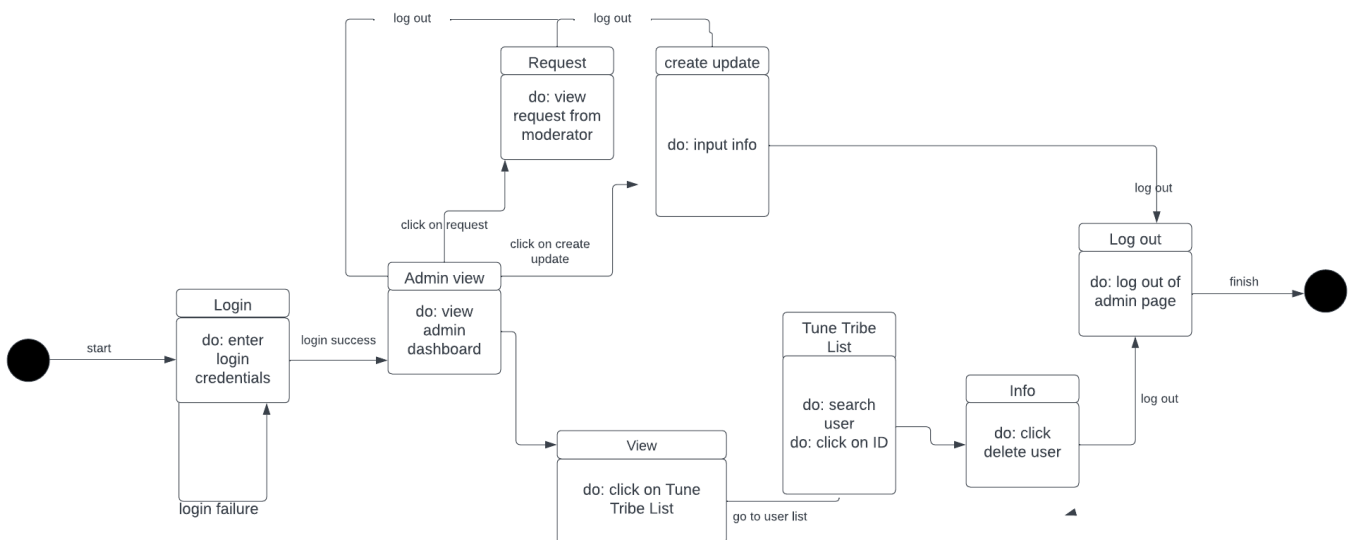 log out
log out
Request
do: view
request from
moderator
create update
do: input info
log out
click on request
click on create
update
Admin view
do: view
admin
dashboard
Log out
do: log out of
admin page
finish
Login
do: enter
login
credentials
start
login success
login failure
Tune Tribe
List
do: search
user
do: click on ID
Info
do: click
delete user
log out
View
do: click on Tune
Tribe List
go to user list